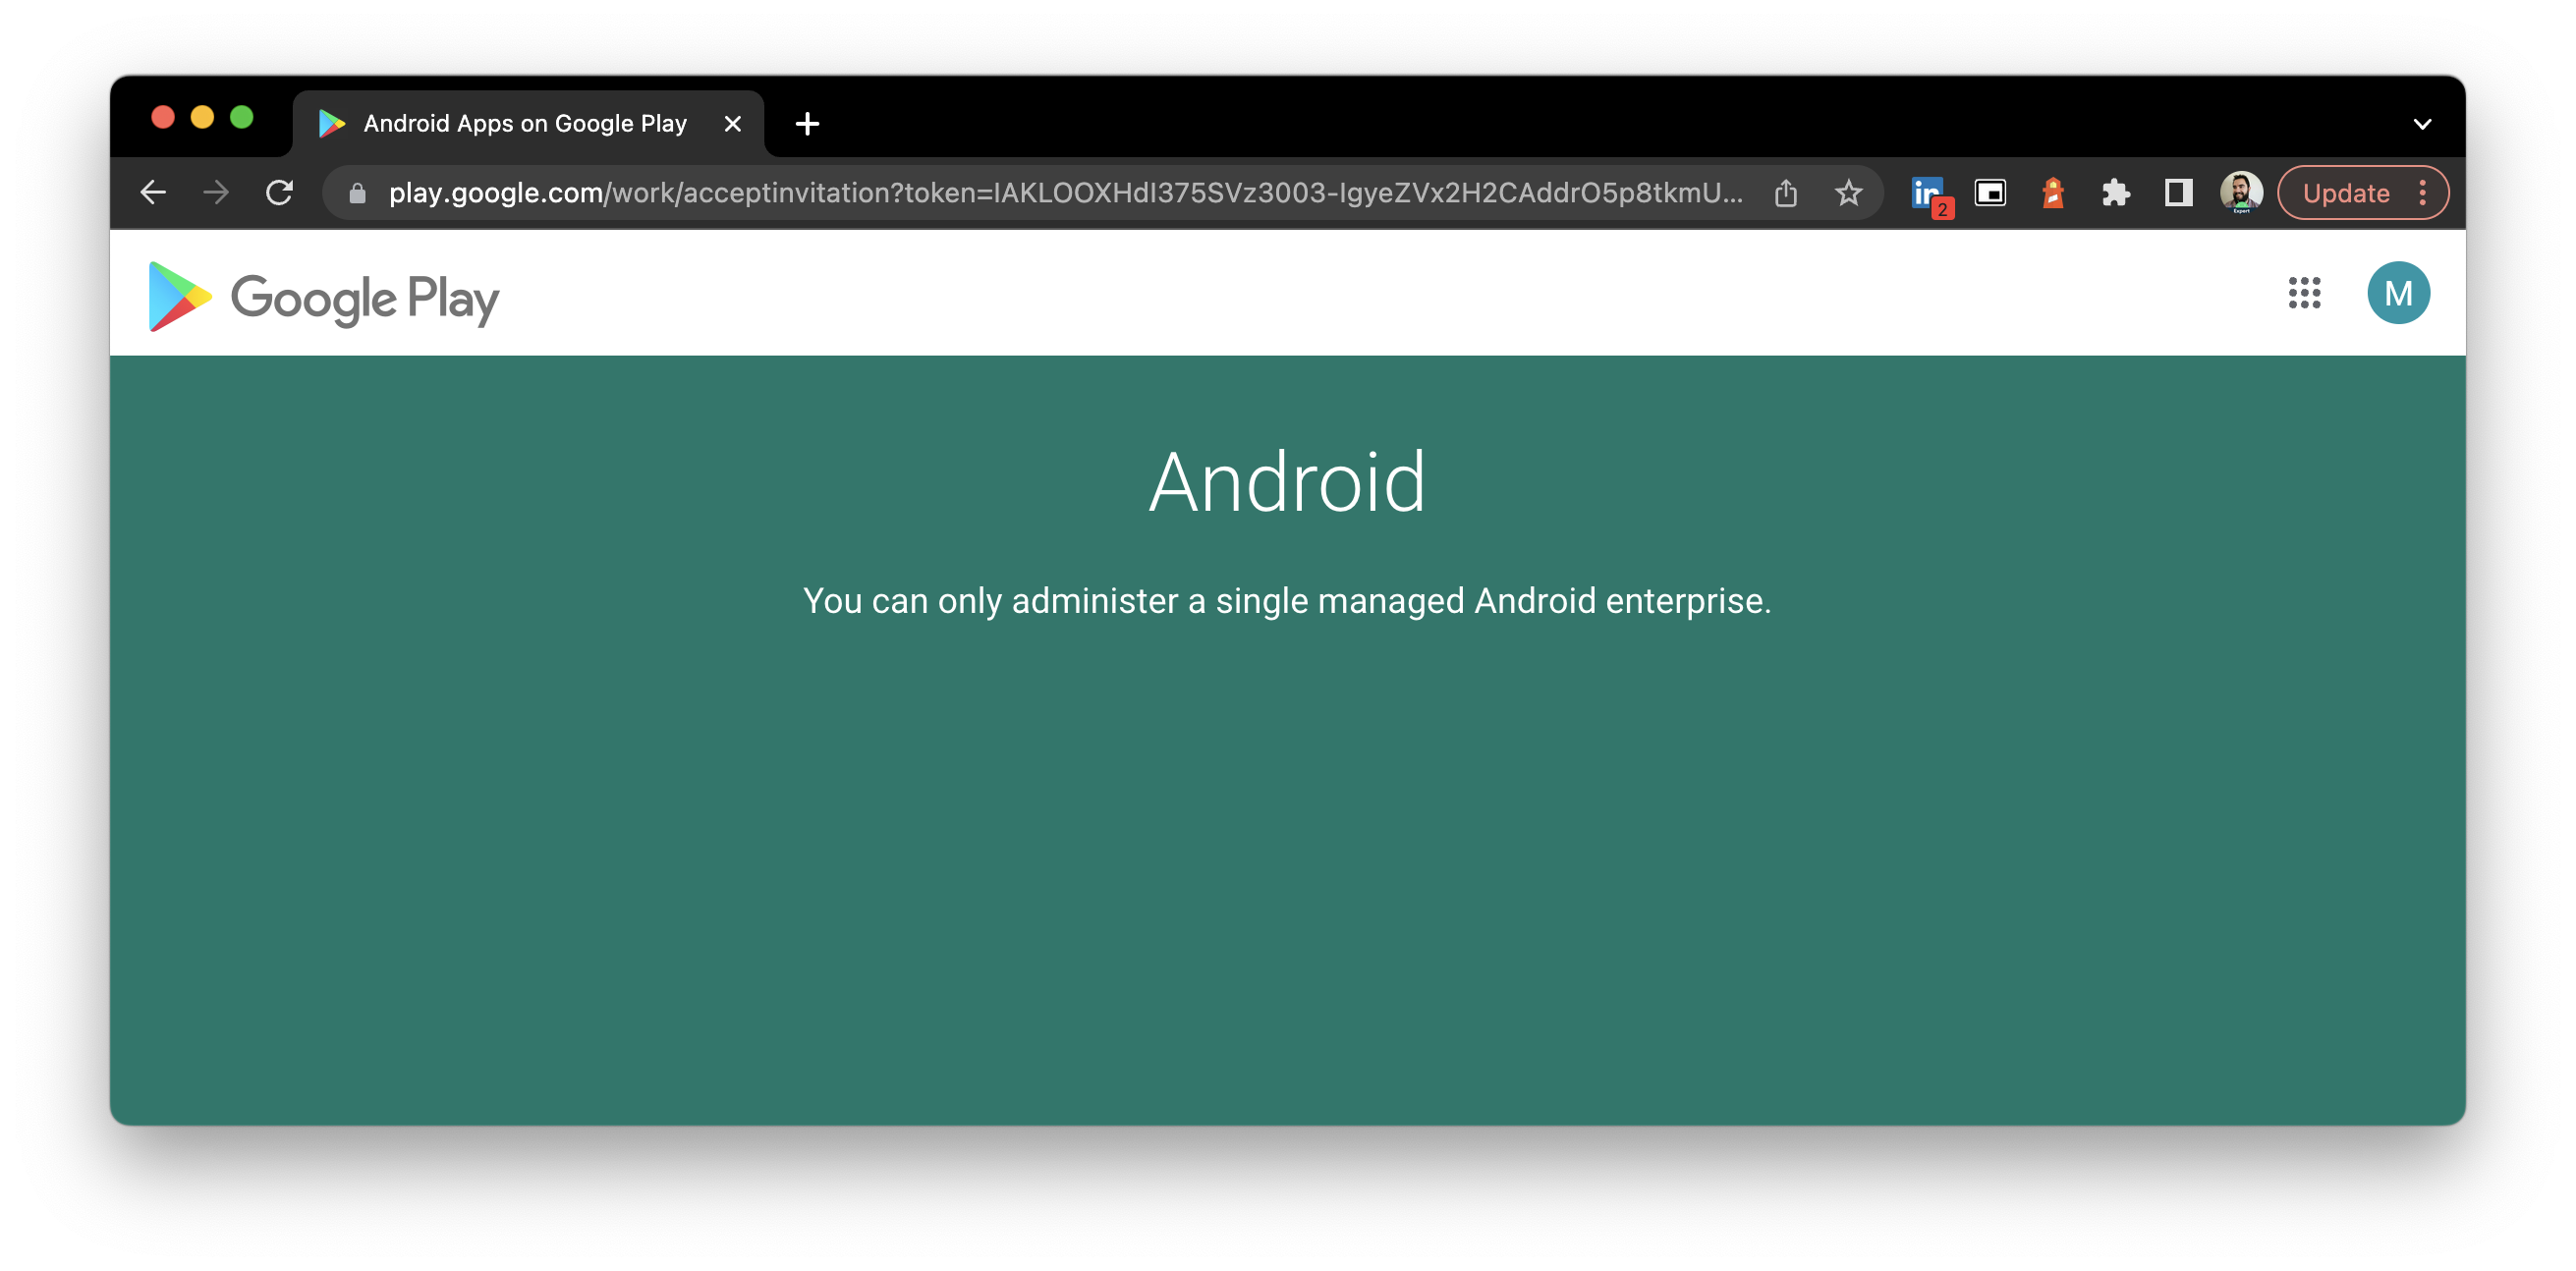 Android Apps on Google Play
play.google.com/work/acceptinvitation?token=IAKLOOXHdI375SVz3003-IgyeZVx2H2CAddrO5p8tkmU...
in
2
Update
Google Play
M
Android
You can only administer a single managed Android enterprise.